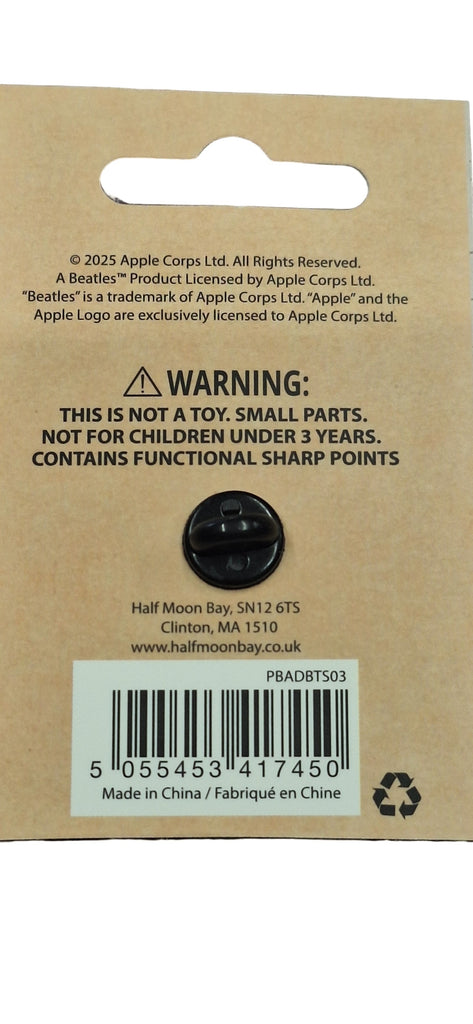 © 2025 Apple Corps Ltd. All Rights Reserved.
A Beatles™ Product Licensed by Apple Corps Ltd.
“Beatles” is a trademark of Apple Corps Ltd. “Apple” and the
Apple Logo are exclusively licensed to Apple Corps Ltd.
WARNING:
THIS IS NOT A TOY. SMALL PARTS.
NOT FOR CHILDREN UNDER 3 YEARS.
CONTAINS FUNCTIONAL SHARP POINTS
Half Moon Bay, SN12 6TS
Clinton, MA 1510
www.halfmoonbay.co.uk
PBADBTS03
5 055453 417450
Made in China / Fabriqué en Chine